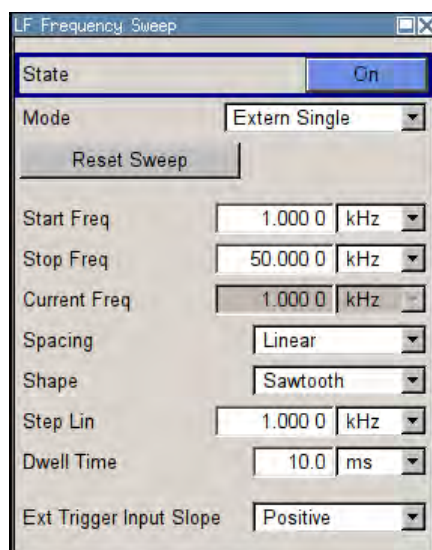 LF Frequency Sweep
State On
Mode Extern Single
Reset Sweep
Start Freq 1.000 0 kHz
Stop Freq 50.000 0 kHz
Current Freq 1.000 0 kHz
Spacing Linear
Shape Sawtooth
Step Lin 1.000 0 kHz
Dwell Time 10.0 ms
Ext Trigger Input Slope Positive